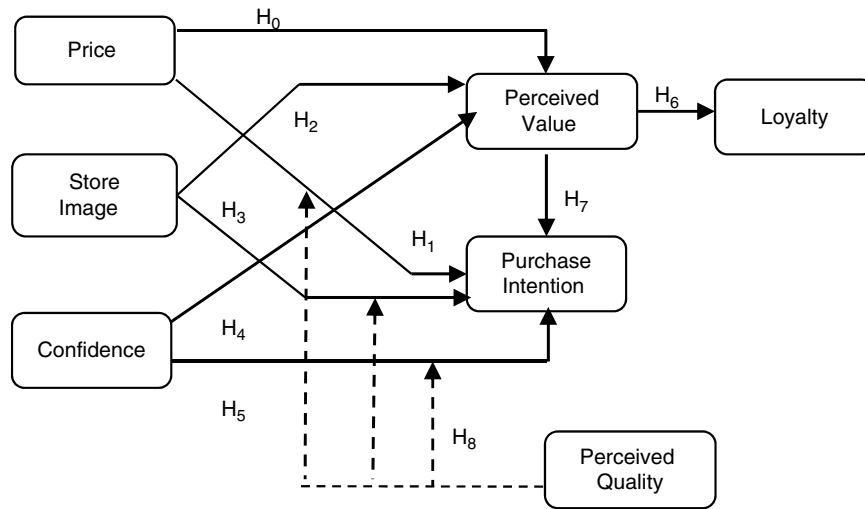 H₀
Price
Perceived
Value
H₆
Loyalty
H₂
Store
Image
H₃
H₇
H₁
Purchase
Intention
Confidence
H₄
H₅
H₈
Perceived
Quality